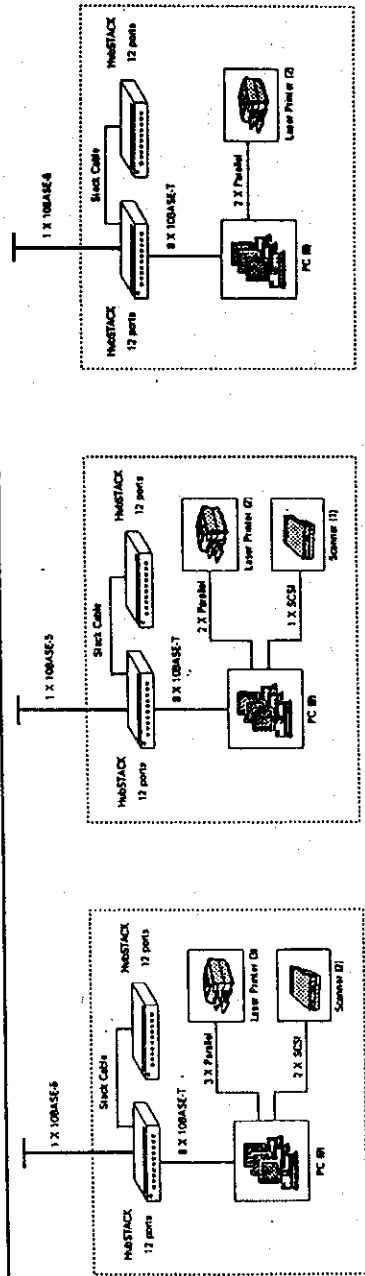 1 X 10BASE-6
HubSTACK
12 ports
Stack Cable
HubSTACK
12 ports
8 X 10BASE-T
3 X Parallel
Laser Printer (3)
2 X SCSI
Scanner (2)
PC (8)
1 X 10BASE-5
HubSTACK
12 ports
Stack Cable
HubSTACK
12 ports
8 X 10BASE-T
2 X Parallel
Laser Printer (2)
1 X SCSI
Scanner (1)
PC (8)
1 X 10BASE-6
HubSTACK
12 ports
Stack Cable
HubSTACK
12 ports
8 X 10BASE-T
2 X Parallel
Laser Printer (2)
PC (8)